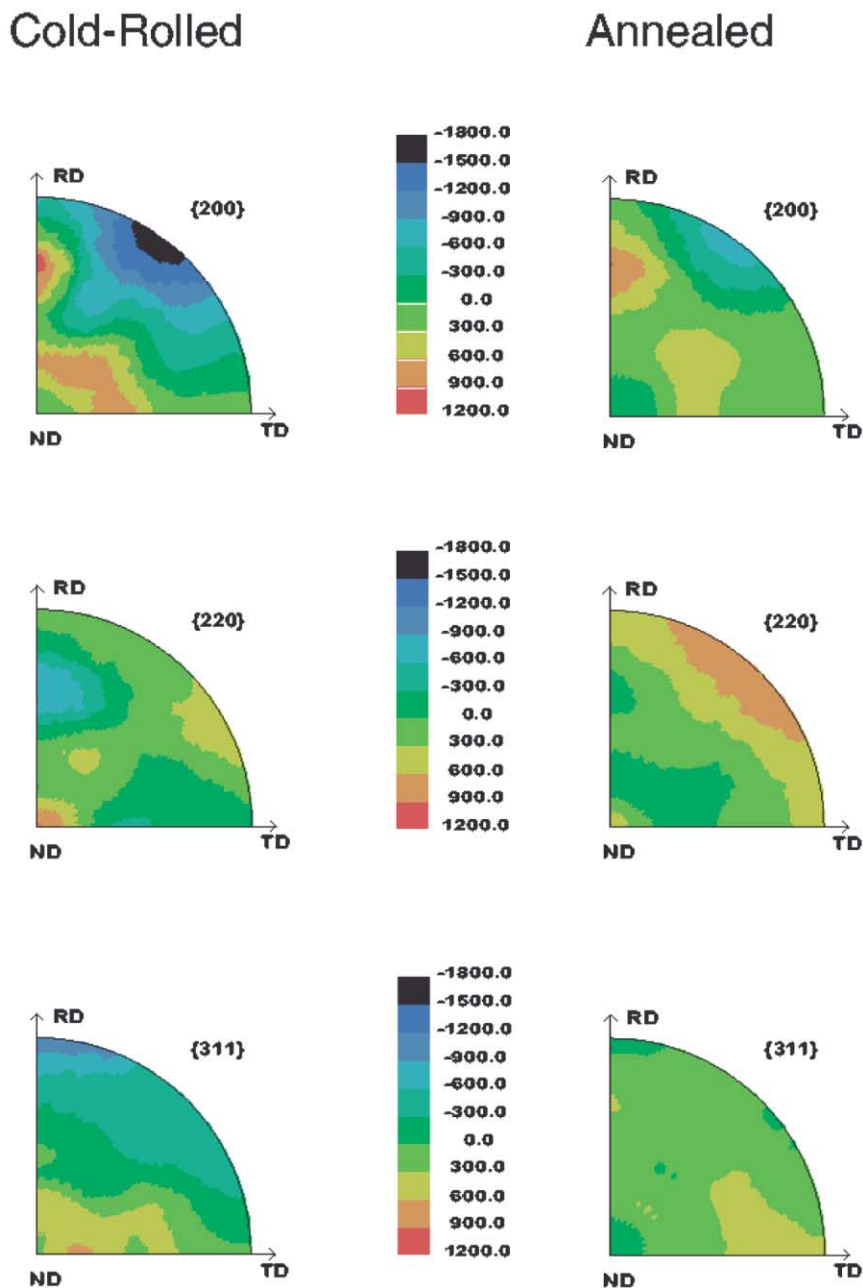 Cold-Rolled
Annealed
RD
{200}
ND
TD
-1800.0
-1500.0
-1200.0
-900.0
-600.0
-300.0
0.0
300.0
600.0
900.0
1200.0
RD
{200}
ND
TD
RD
{220}
ND
TD
-1800.0
-1500.0
-1200.0
-900.0
-600.0
-300.0
0.0
300.0
600.0
900.0
1200.0
RD
{220}
ND
TD
RD
{311}
ND
TD
-1800.0
-1500.0
-1200.0
-900.0
-600.0
-300.0
0.0
300.0
600.0
900.0
1200.0
RD
{311}
ND
TD